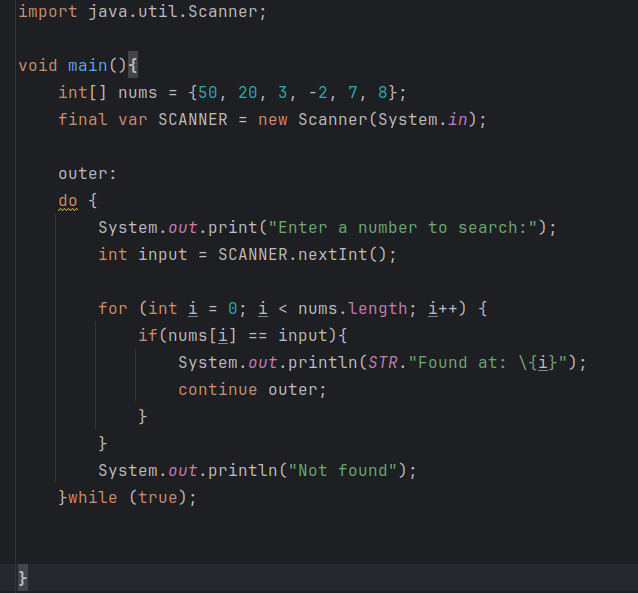 import java.util.Scanner;

void main(){
    int[] nums = {50, 20, 3, -2, 7, 8};
    final var SCANNER = new Scanner(System.in);

    outer:
    do {
        System.out.print("Enter a number to search:");
        int input = SCANNER.nextInt();

        for (int i = 0; i < nums.length; i++) {
            if(nums[i] == input){
                System.out.println(STR."Found at: \{i}");
                continue outer;
            }
        }
        System.out.println("Not found");
    }while (true);


}